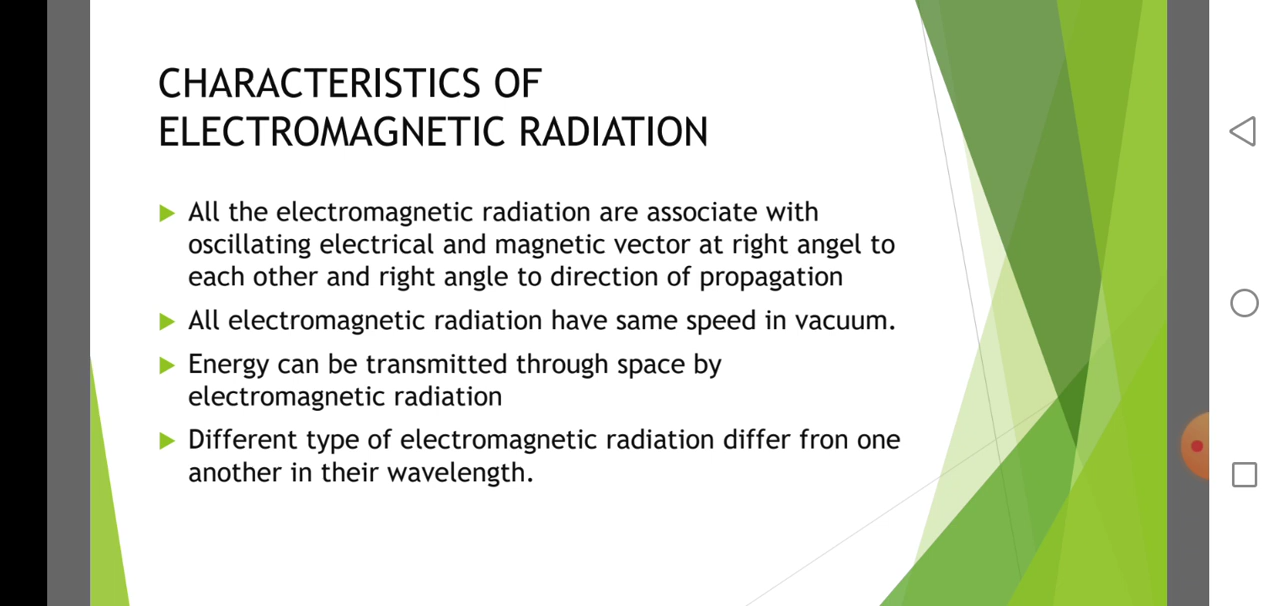 CHARACTERISTICS OF
ELECTROMAGNETIC RADIATION
All the electromagnetic radiation are associate with
oscillating electrical and magnetic vector at right angel to
each other and right angle to direction of propagation
All electromagnetic radiation have same speed in vacuum.
Energy can be transmitted through space by
electromagnetic radiation
Different type of electromagnetic radiation differ fron one
another in their wavelength.